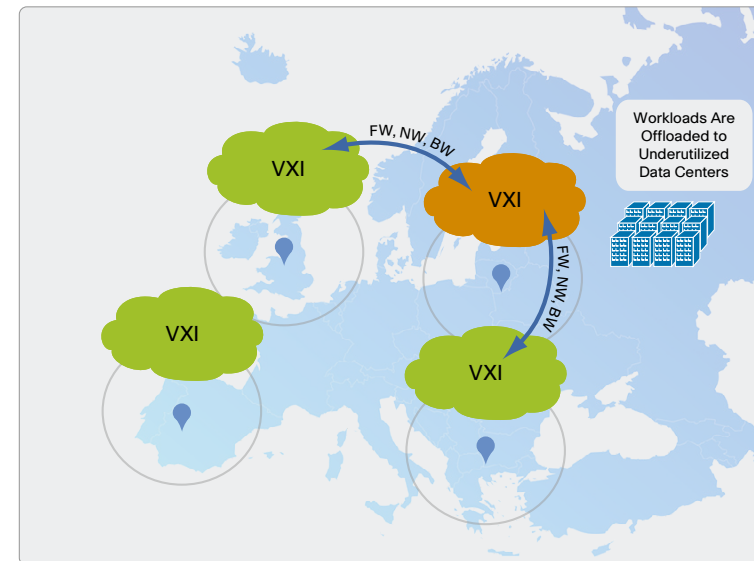 VXI
FW, NW, BW
VXI
Workloads Are
Offloaded to
Underutilized
Data Centers
FW, NW, BW
VXI
VXI